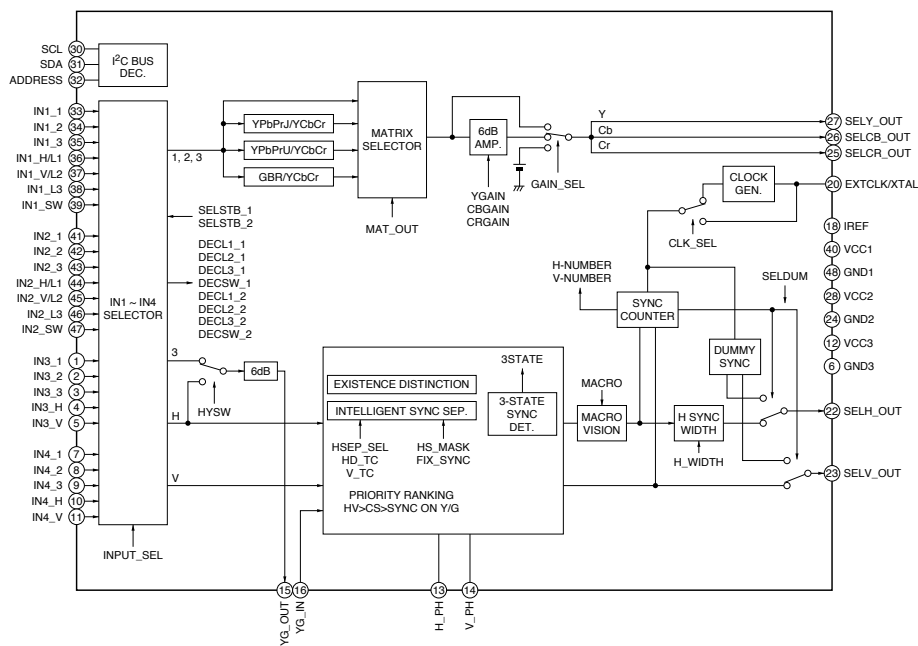 SCL 30
SDA 31
ADDRESS 32
I²C BUS
DEC.
IN1_1 33
IN1_2 34
IN1_3 35
IN1_H/L1 36
IN1_V/L2 37
IN1_L3 38
IN1_SW 39
IN2_1 41
IN2_2 42
IN2_3 43
IN2_H/L1 44
IN2_V/L2 45
IN2_L3 46
IN2_SW 47
IN3_1 1
IN3_2 2
IN3_3 3
IN3_H 4
IN3_V 5
IN4_1 7
IN4_2 8
IN4_3 9
IN4_H 10
IN4_V 11
IN1 ~ IN4
SELECTOR
INPUT_SEL
1, 2, 3
SELSTB_1
SELSTB_2
DECL1_1
DECL2_1
DECL3_1
DECSW_1
DECL1_2
DECL2_2
DECL3_2
DECSW_2
3
H
V
HYSW
6dB
YPbPrJ/YCbCr
YPbPrU/YCbCr
GBR/YCbCr
MATRIX
SELECTOR
MAT_OUT
6dB
AMP.
YGAIN
CBGAIN
CRGAIN
GAIN_SEL
Y
Cb
Cr
27 SELY_OUT
26 SELCB_OUT
25 SELCR_OUT
CLOCK
GEN.
20 EXTCLK/XTAL
CLK_SEL
18 IREF
40 VCC1
48 GND1
28 VCC2
24 GND2
12 VCC3
6 GND3
H-NUMBER
V-NUMBER
SELDUM
SYNC
COUNTER
DUMMY
SYNC
EXISTENCE DISTINCTION
INTELLIGENT SYNC SEP.
HSEP_SEL
HD_TC
V_TC
HS_MASK
FIX_SYNC
3STATE
3-STATE
SYNC
DET.
PRIORITY RANKING
HV>CS>SYNC ON Y/G
MACRO
MACRO
VISION
H SYNC
WIDTH
H_WIDTH
22 SELH_OUT
23 SELV_OUT
15 YG_OUT
16 YG_IN
13 H_PH
14 V_PH